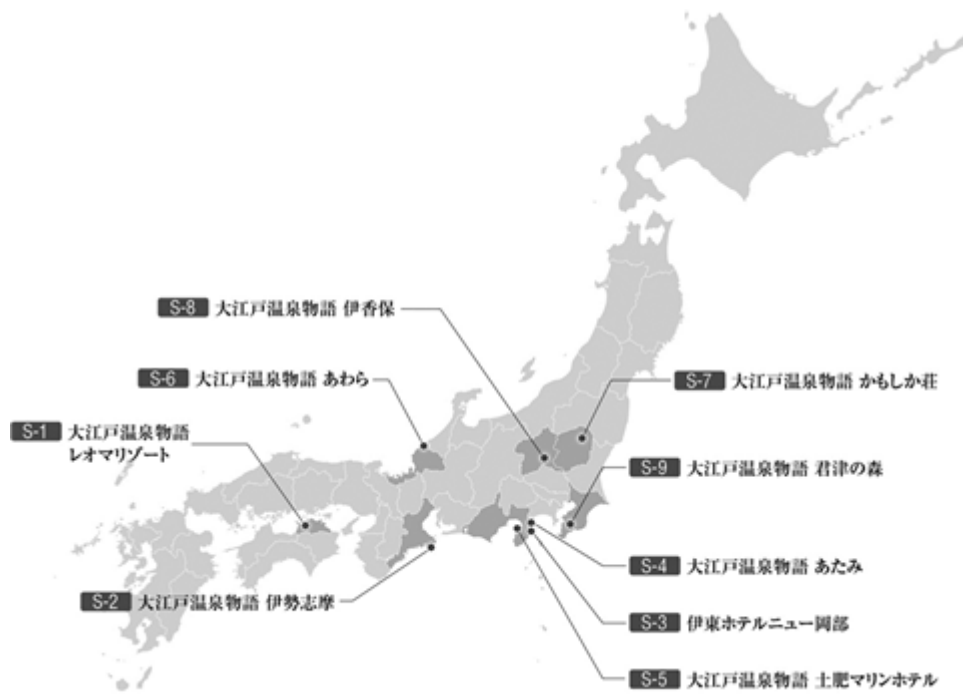 S-8 大江戸温泉物語 伊香保
S-6 大江戸温泉物語 あわら
S-7 大江戸温泉物語 かもしか荘
S-1 大江戸温泉物語
レオマリゾート
S-9 大江戸温泉物語 君津の森
S-4 大江戸温泉物語 あたみ
S-2 大江戸温泉物語 伊勢志摩
S-3 伊東ホテルニュー岡部
S-5 大江戸温泉物語 土肥マリンホテル